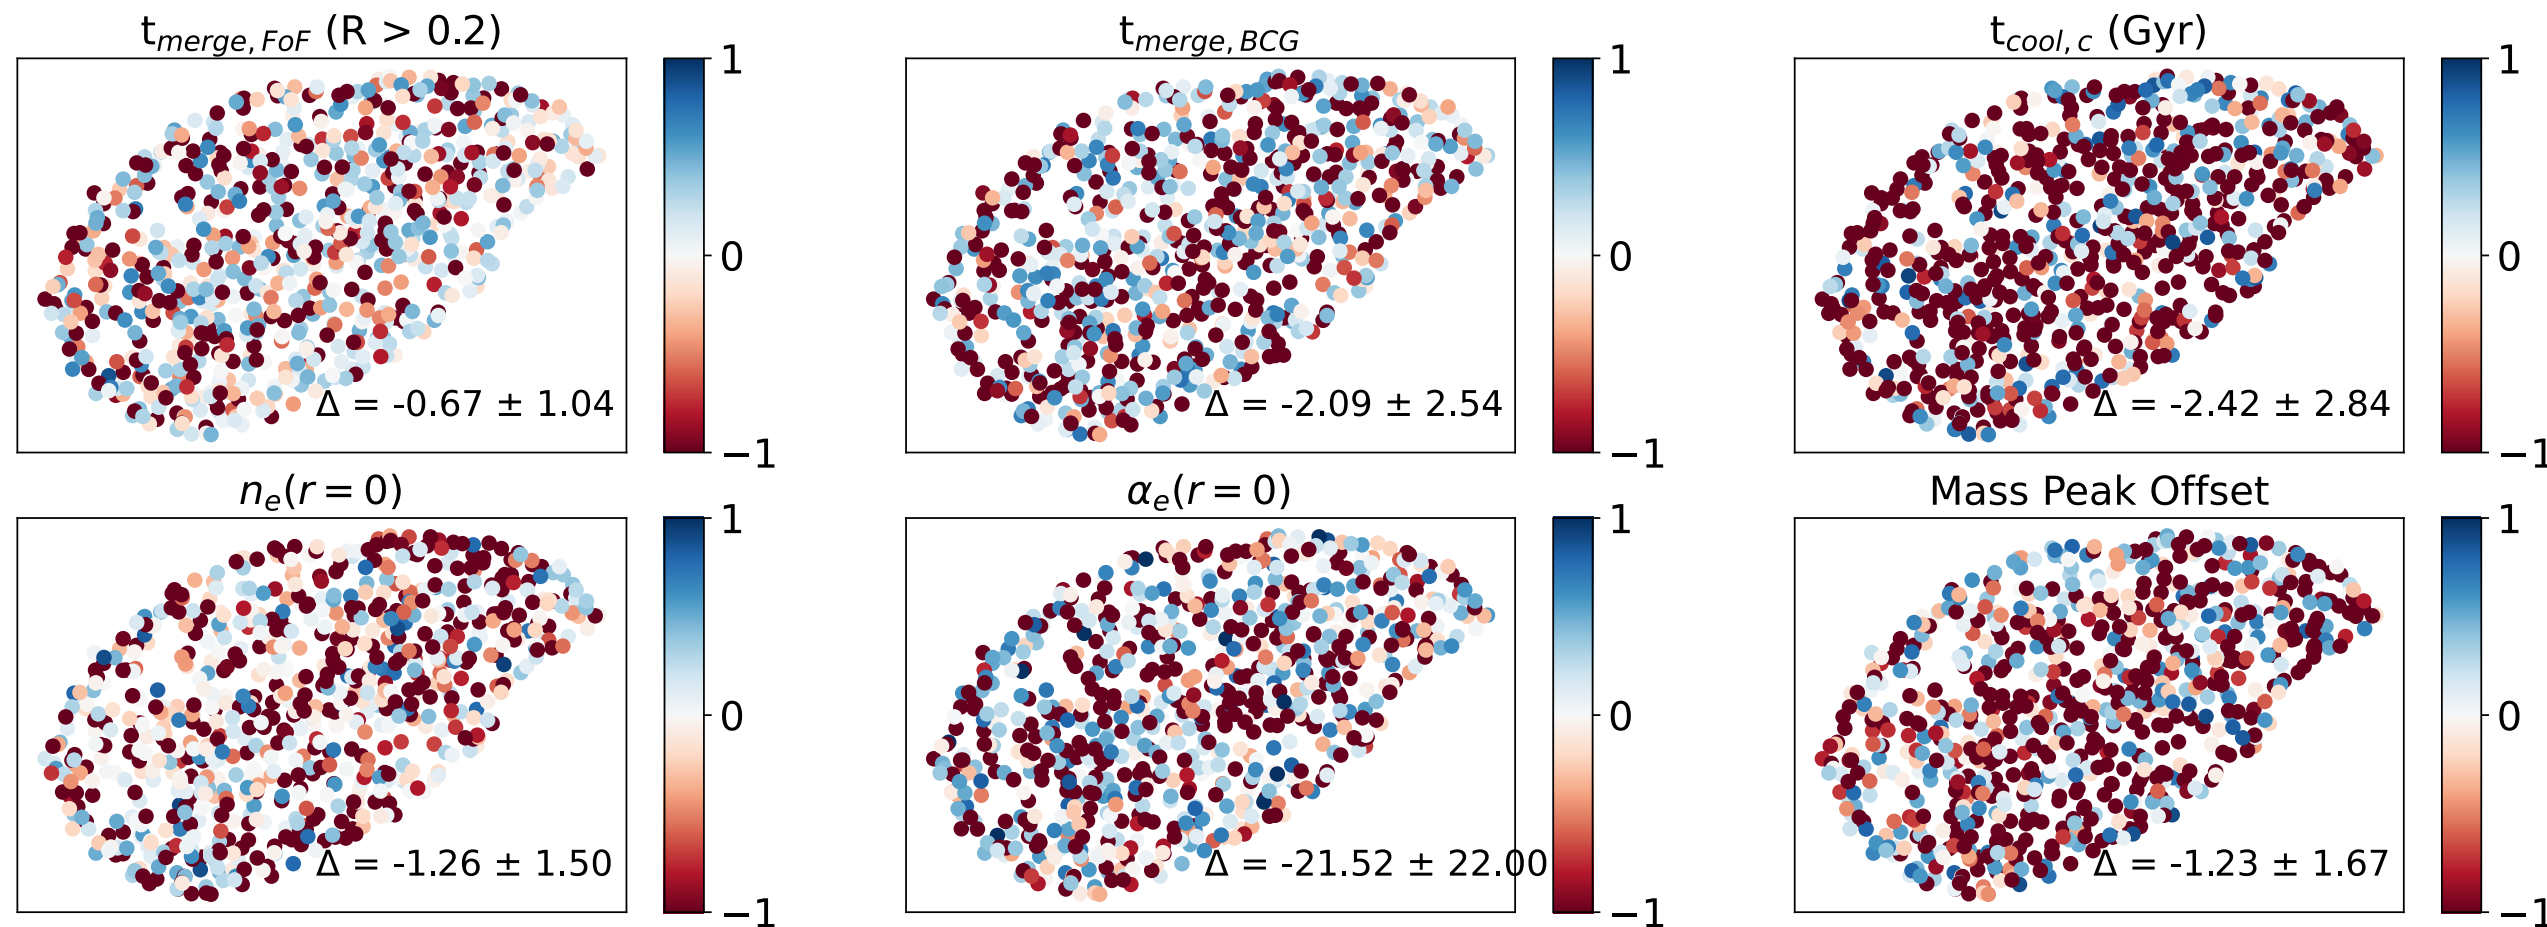 t_merge, FoF (R > 0.2)
1
0
−1
Δ = -0.67 ± 1.04
t_merge, BCG
1
0
−1
Δ = -2.09 ± 2.54
t_cool, c (Gyr)
1
0
−1
Δ = -2.42 ± 2.84
n_e(r = 0)
1
0
−1
Δ = -1.26 ± 1.50
α_e(r = 0)
1
0
−1
Δ = -21.52 ± 22.00
Mass Peak Offset
1
0
−1
Δ = -1.23 ± 1.67